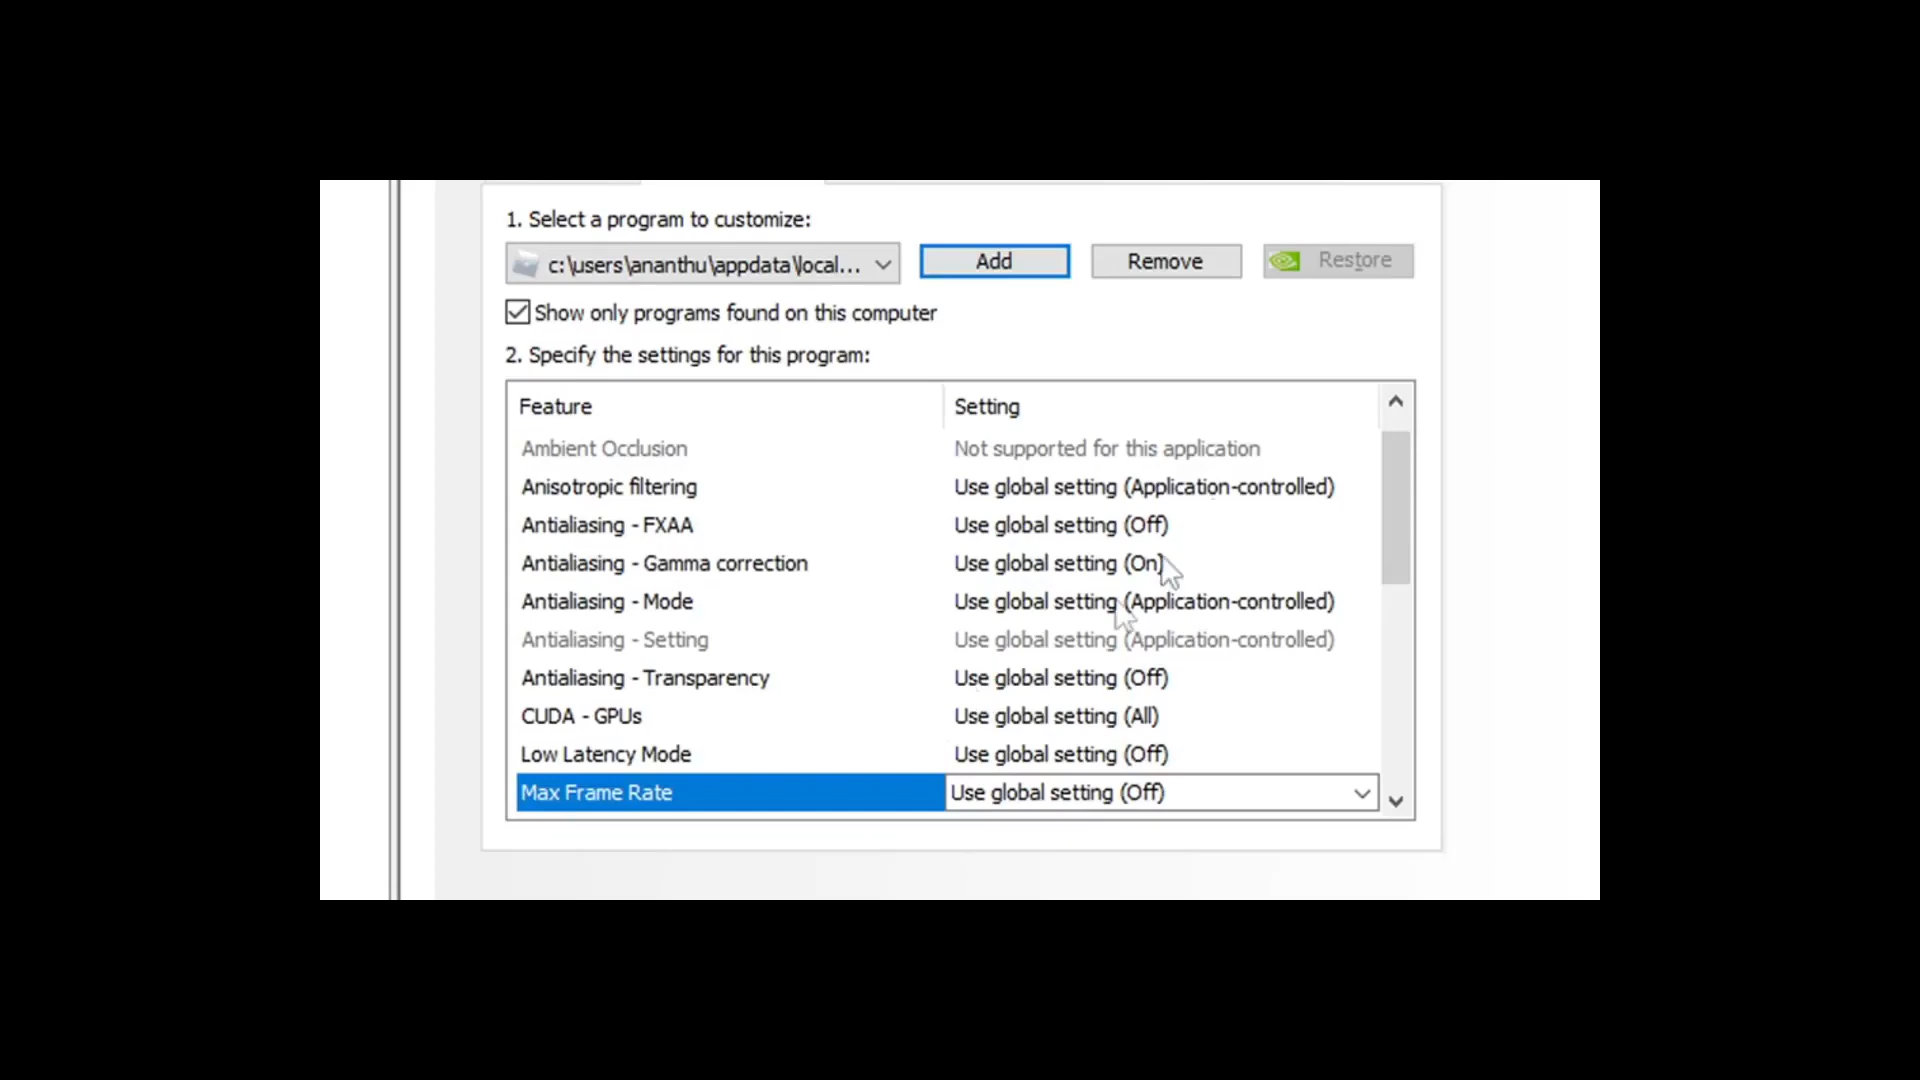 1. Select a program to customize:
c:\users\ananthu\appdata\local... Add Remove Restore
Show only programs found on this computer
2. Specify the settings for this program:
Feature Setting
Ambient Occlusion Not supported for this application
Anisotropic filtering Use global setting (Application-controlled)
Antialiasing - FXAA Use global setting (Off)
Antialiasing - Gamma correction Use global setting (On)
Antialiasing - Mode Use global setting (Application-controlled)
Antialiasing - Setting Use global setting (Application-controlled)
Antialiasing - Transparency Use global setting (Off)
CUDA - GPUs Use global setting (All)
Low Latency Mode Use global setting (Off)
Max Frame Rate Use global setting (Off)